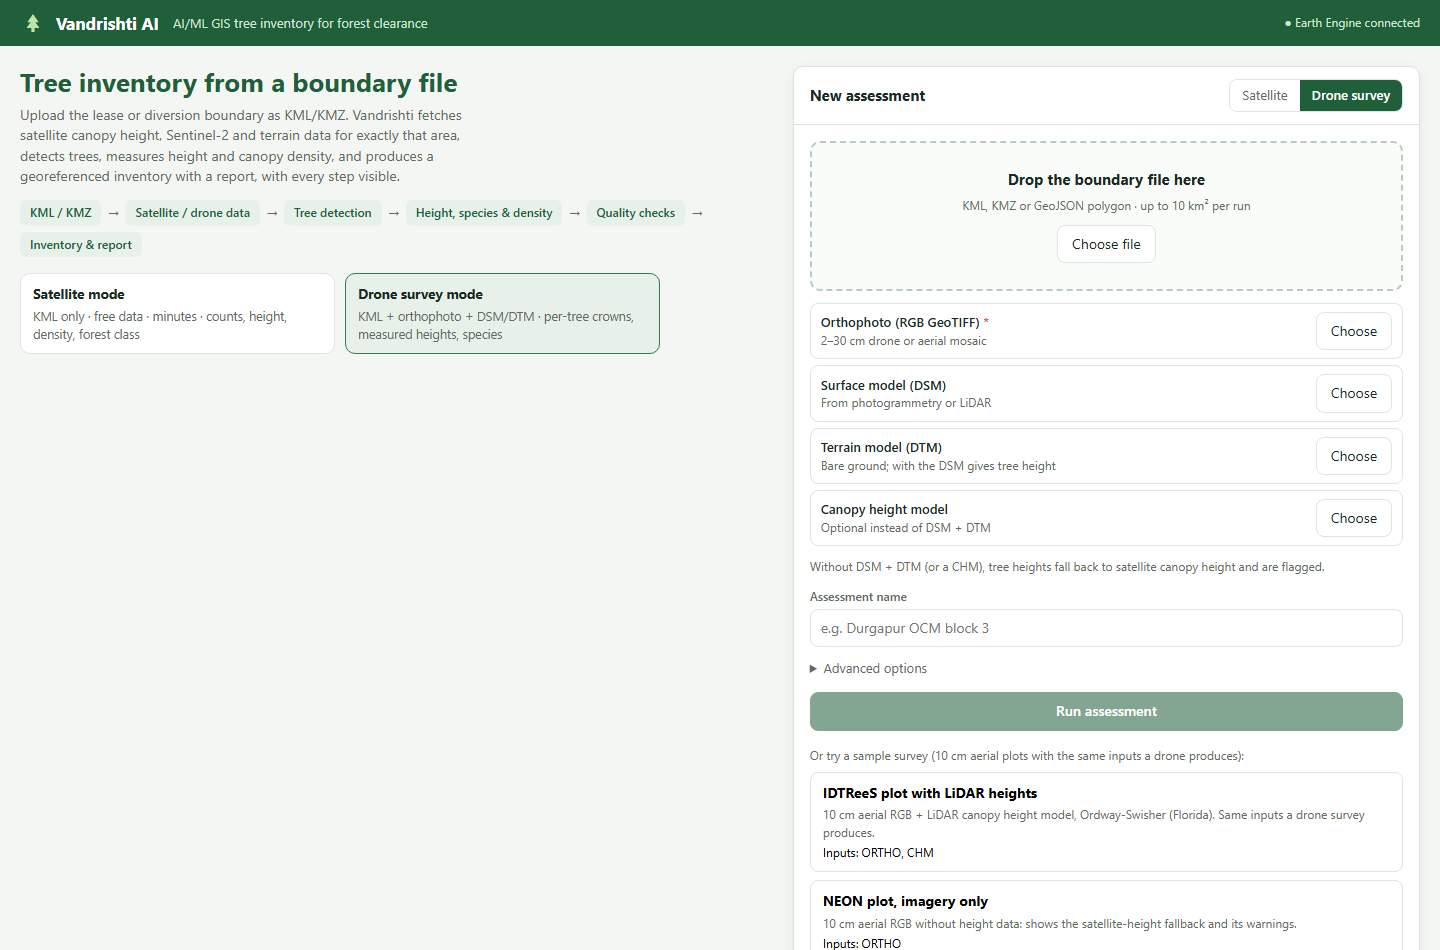 Vandrishti AI
AI/ML GIS tree inventory for forest clearance
● Earth Engine connected
Tree inventory from a boundary file
Upload the lease or diversion boundary as KML/KMZ. Vandrishti fetches
satellite canopy height, Sentinel-2 and terrain data for exactly that area,
detects trees, measures height and canopy density, and produces a
georeferenced inventory with a report, with every step visible.
KML / KMZ → Satellite / drone data → Tree detection → Height, species & density → Quality checks →
Inventory & report
Satellite mode
KML only · free data · minutes · counts, height,
density, forest class
Drone survey mode
KML + orthophoto + DSM/DTM · per-tree crowns,
measured heights, species
New assessment
Satellite
Drone survey
Drop the boundary file here
KML, KMZ or GeoJSON polygon · up to 10 km² per run
Choose file
Orthophoto (RGB GeoTIFF) *
2–30 cm drone or aerial mosaic
Choose
Surface model (DSM)
From photogrammetry or LiDAR
Choose
Terrain model (DTM)
Bare ground; with the DSM gives tree height
Choose
Canopy height model
Optional instead of DSM + DTM
Choose
Without DSM + DTM (or a CHM), tree heights fall back to satellite canopy height and are flagged.
Assessment name
e.g. Durgapur OCM block 3
▶ Advanced options
Run assessment
Or try a sample survey (10 cm aerial plots with the same inputs a drone produces):
IDTReeS plot with LiDAR heights
10 cm aerial RGB + LiDAR canopy height model, Ordway-Swisher (Florida). Same inputs a drone survey
produces.
Inputs: ORTHO, CHM
NEON plot, imagery only
10 cm aerial RGB without height data: shows the satellite-height fallback and its warnings.
Inputs: ORTHO